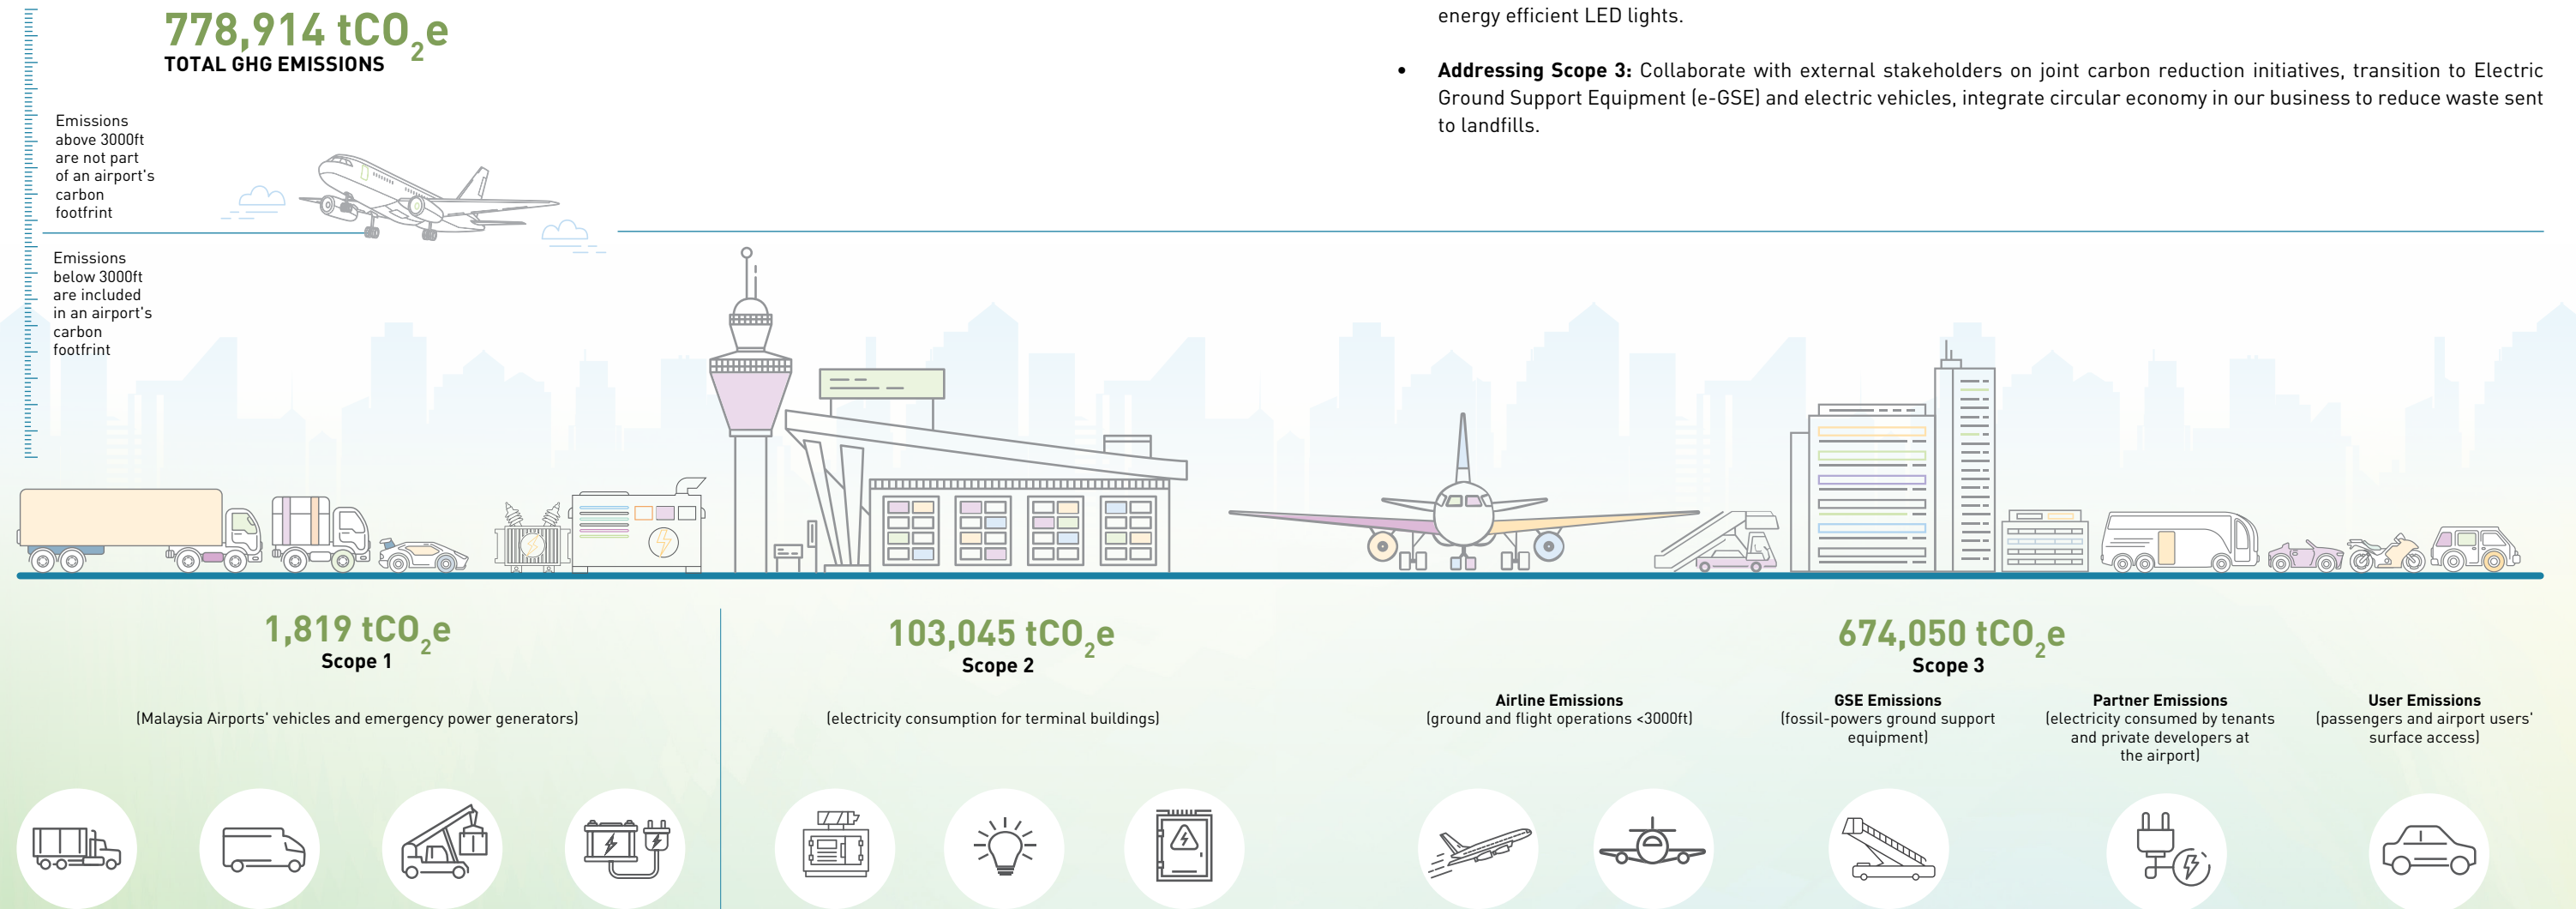 778,914 tCO2e
TOTAL GHG EMISSIONS
energy efficient LED lights.
• Addressing Scope 3: Collaborate with external stakeholders on joint carbon reduction initiatives, transition to Electric
Ground Support Equipment (e-GSE) and electric vehicles, integrate circular economy in our business to reduce waste sent
to landfills.
Emissions
above 3000ft
are not part
of an airport's
carbon
footfrint
Emissions
below 3000ft
are included
in an airport's
carbon
footfrint
1,819 tCO2e
Scope 1
(Malaysia Airports' vehicles and emergency power generators)
103,045 tCO2e
Scope 2
(electricity consumption for terminal buildings)
674,050 tCO2e
Scope 3
Airline Emissions
(ground and flight operations <3000ft)
GSE Emissions
(fossil-powers ground support
equipment)
Partner Emissions
(electricity consumed by tenants
and private developers at
the airport)
User Emissions
(passengers and airport users'
surface access)